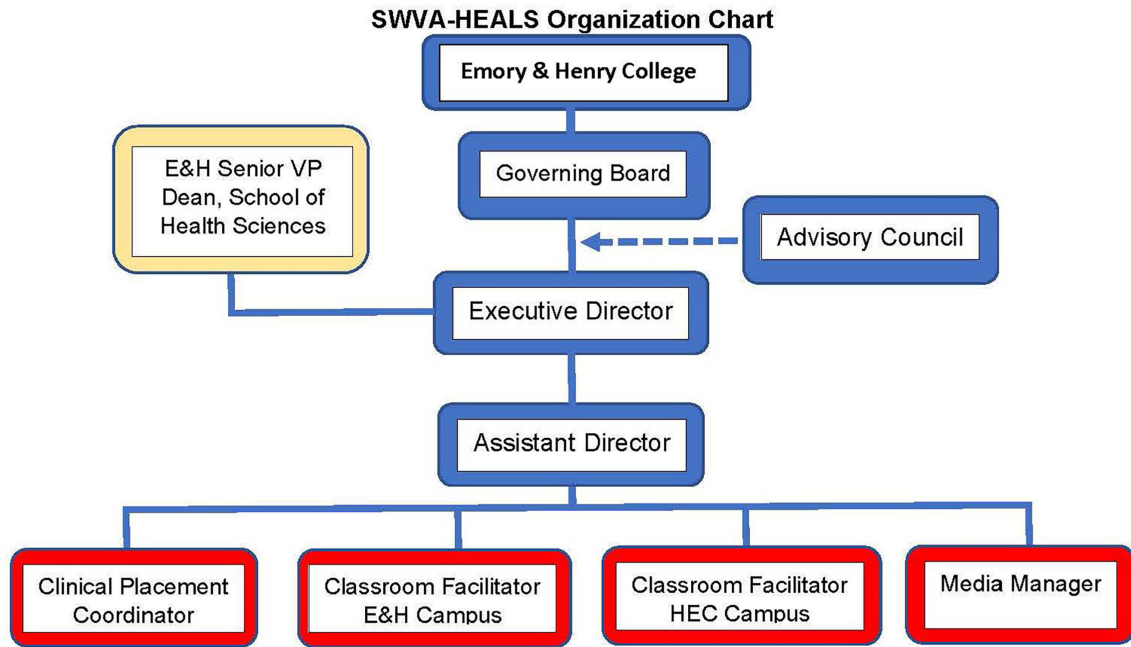 SWVA-HEALS Organization Chart
Emory & Henry College
E&H Senior VP
Dean, School of
Health Sciences
Governing Board
Advisory Council
Executive Director
Assistant Director
Clinical Placement
Coordinator
Classroom Facilitator
E&H Campus
Classroom Facilitator
HEC Campus
Media Manager